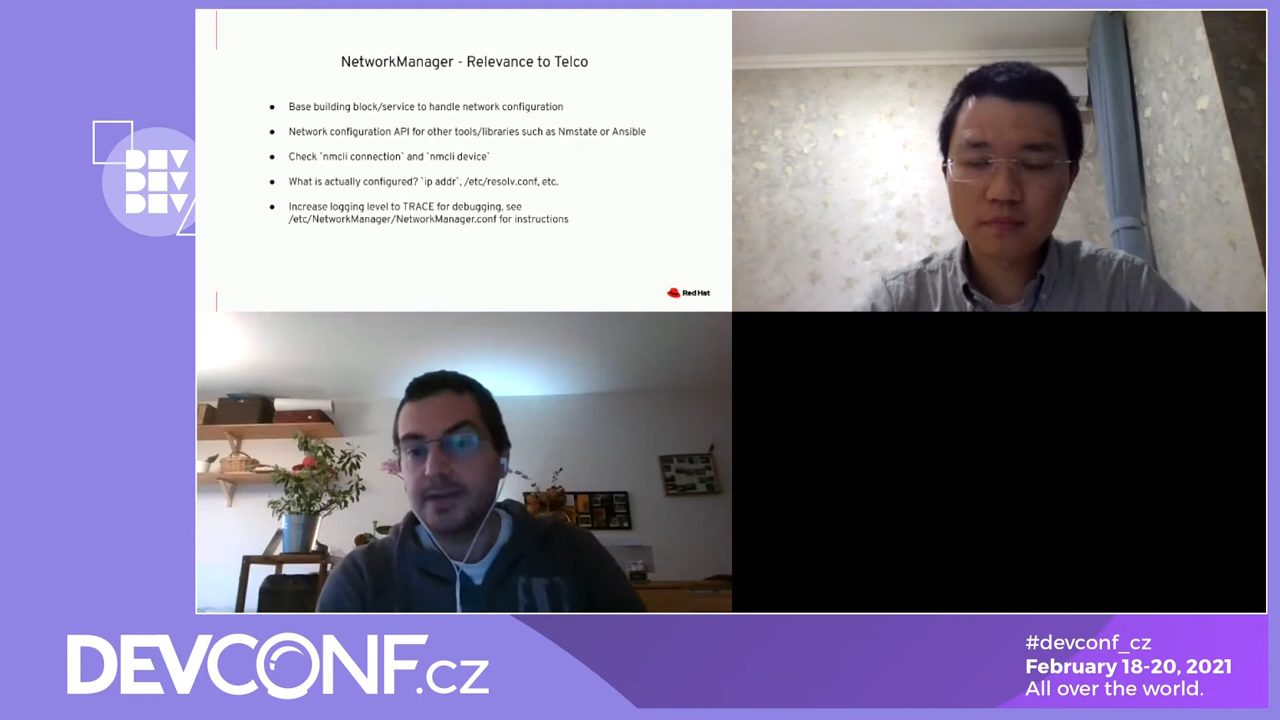 NetworkManager - Relevance to Telco
● Base building block/service to handle network configuration
● Network configuration API for other tools/libraries such as Nmstate or Ansible
● Check `nmcli connection` and `nmcli device`
● What is actually configured? `ip addr`, /etc/resolv.conf, etc.
● Increase logging level to TRACE for debugging, see
/etc/NetworkManager/NetworkManager.conf for instructions
Red Hat
DEV
DEV
DEV
DEVCONF.cz
#devconf_cz
February 18-20, 2021
All over the world.